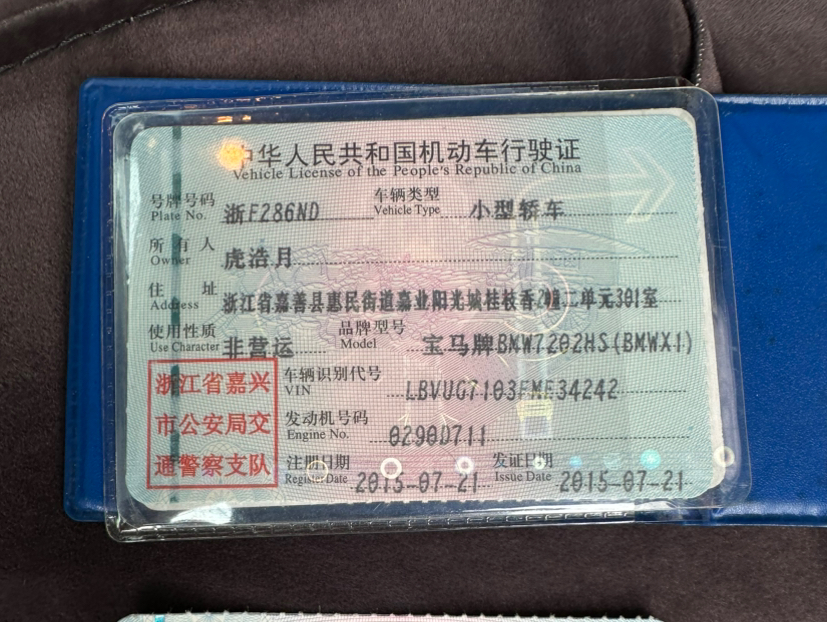 中华人民共和国机动车行驶证
Vehicle License of the People's Republic of China
号牌号码 浙F286ND 车辆类型 小型轿车
Plate No. Vehicle Type
所有人 虎浩月
Owner
住址 浙江省嘉善县惠民街道嘉业阳光城桂枝香2幢二单元301室
Address
使用性质 非营运 品牌型号 宝马牌BMW7202HS(BMWX1)
Use Character Model
浙江省嘉兴
市公安局交
通警察支队
车辆识别代号 LBVUG7103FME34242
VIN
发动机号码 0290D711
Engine No.
注册日期 2015-07-21 发证日期 2015-07-21
Register Date Issue Date